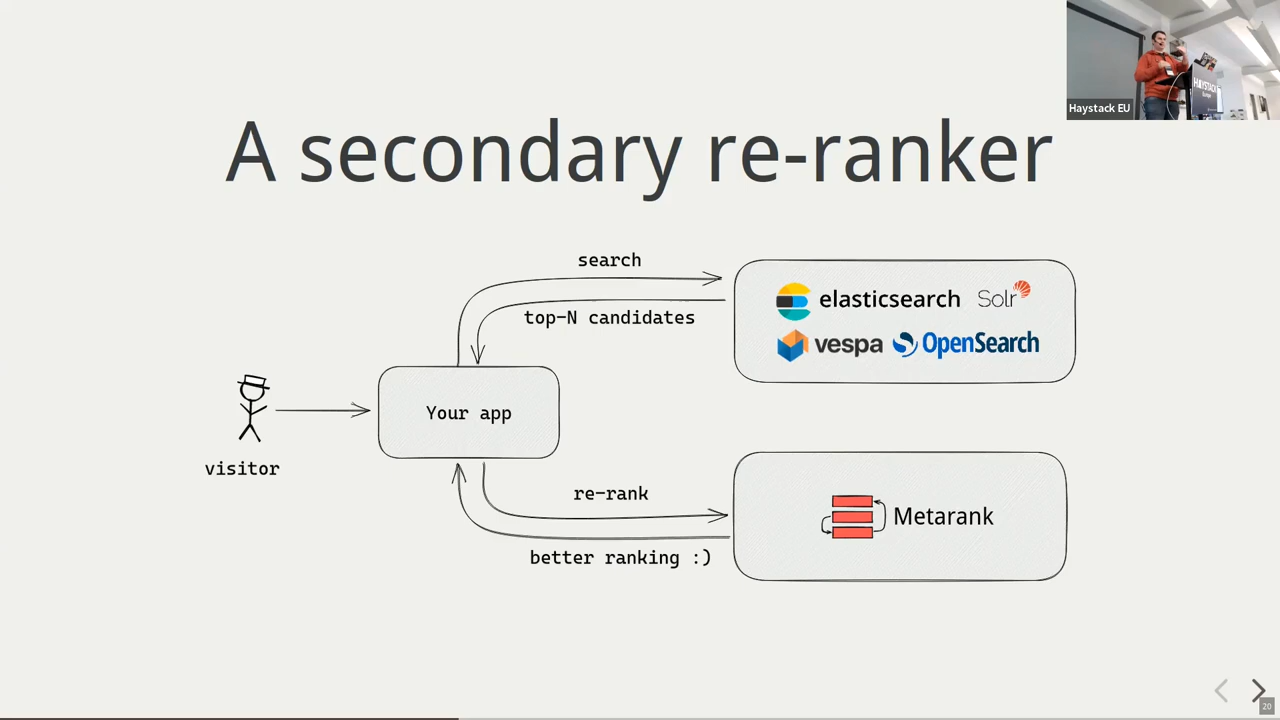 Haystack EU
HAYSTACK
A secondary re-ranker
search
elasticsearch
Solr
top-N candidates
vespa
OpenSearch
Your app
visitor
re-rank
Metarank
better ranking :)
20